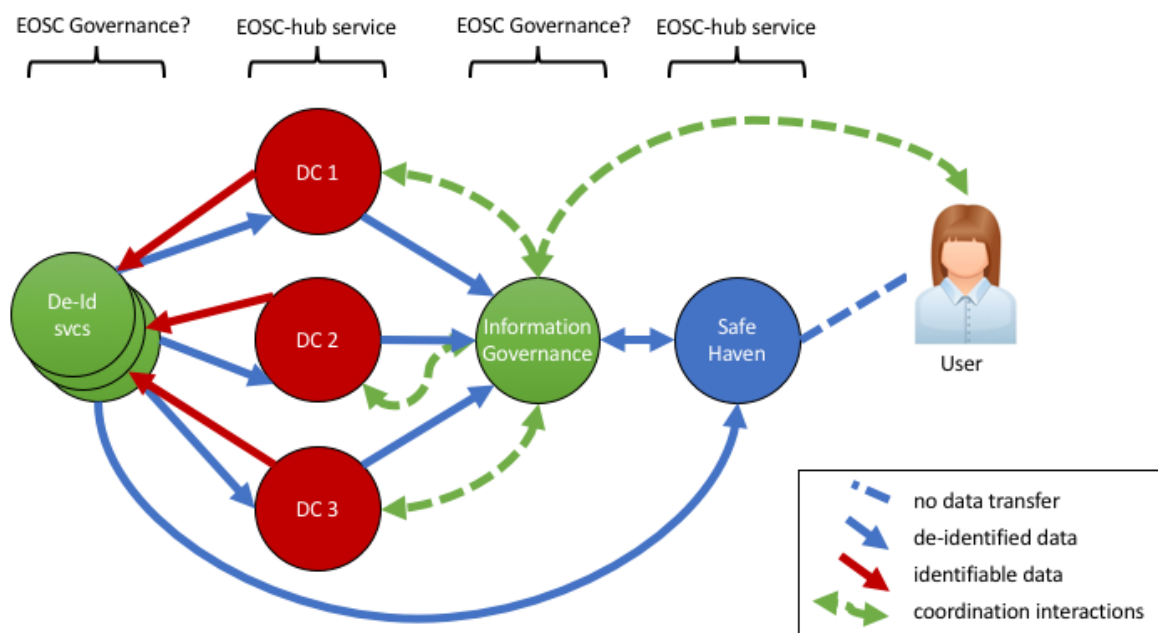 EOSC Governance?
EOSC-hub service
EOSC Governance?
EOSC-hub service
DC 1
De-Id
svcs
DC 2
Information
Governance
Safe
Haven
User
DC 3
no data transfer
de-identified data
identifiable data
coordination interactions